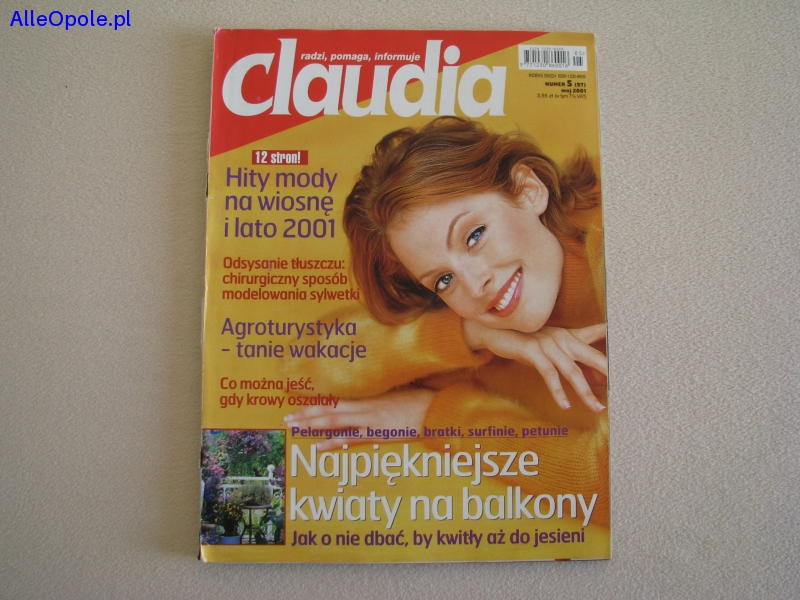 AlleOpole.pl
radzi, pomaga, informuje
Claudia
NUMER 5 (97)
maj 2001
12 stron!
Hity mody
na wiosnę
i lato 2001
Odsysanie tłuszczu:
chirurgiczny sposób
modelowania sylwetki
Agroturystyka
- tanie wakacje
Co można jeść,
gdy krowy oszalały
Pelargonie, begonie, bratki, surfinie, petunie
Najpiękniejsze
kwiaty na balkony
Jak o nie dbać, by kwitły aż do jesieni